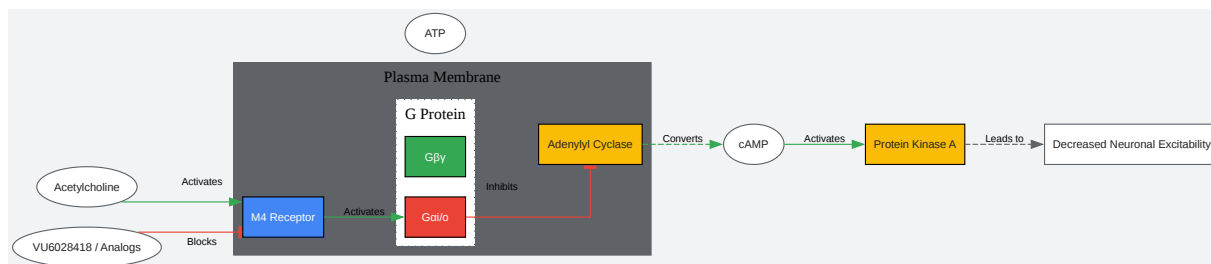 ATP
Plasma Membrane
G Protein
Gβγ
Adenylyl Cyclase
Converts
cAMP
Activates
Protein Kinase A
Leads to
Decreased Neuronal Excitability
Acetylcholine
Activates
Inhibits
M4 Receptor
Activates
Gαi/o
VU6028418 / Analogs
Blocks